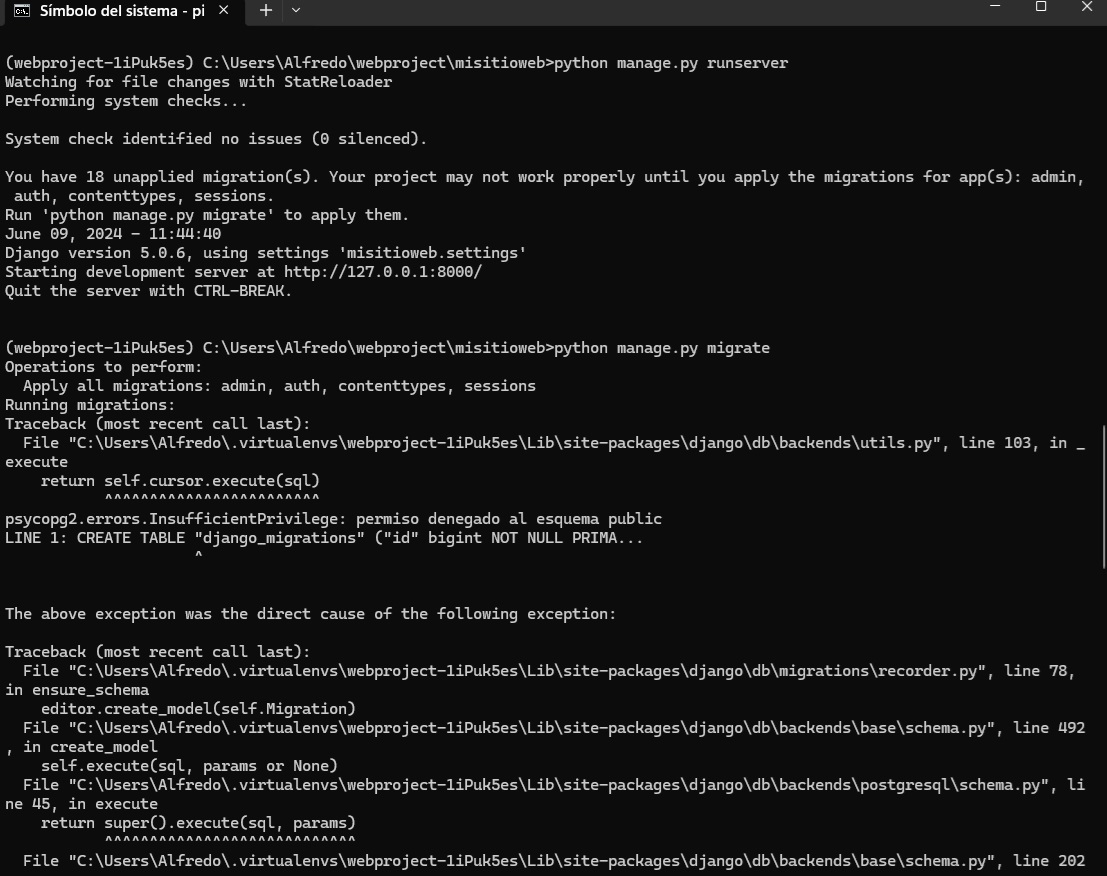 Símbolo del sistema - pi
(webproject-1iPuk5es) C:\Users\Alfredo\webproject\misitioweb>python manage.py runserver
Watching for file changes with StatReloader
Performing system checks...
System check identified no issues (0 silenced).
You have 18 unapplied migration(s). Your project may not work properly until you apply the migrations for app(s): admin,
 auth, contenttypes, sessions.
Run 'python manage.py migrate' to apply them.
June 09, 2024 - 11:44:40
Django version 5.0.6, using settings 'misitioweb.settings'
Starting development server at http://127.0.0.1:8000/
Quit the server with CTRL-BREAK.
(webproject-1iPuk5es) C:\Users\Alfredo\webproject\misitioweb>python manage.py migrate
Operations to perform:
  Apply all migrations: admin, auth, contenttypes, sessions
Running migrations:
Traceback (most recent call last):
  File "C:\Users\Alfredo\.virtualenvs\webproject-1iPuk5es\Lib\site-packages\django\db\backends\utils.py", line 103, in _
execute
    return self.cursor.execute(sql)
           ^^^^^^^^^^^^^^^^^^^^^^^^
psycopg2.errors.InsufficientPrivilege: permiso denegado al esquema public
LINE 1: CREATE TABLE "django_migrations" ("id" bigint NOT NULL PRIMA...
                     ^
The above exception was the direct cause of the following exception:
Traceback (most recent call last):
  File "C:\Users\Alfredo\.virtualenvs\webproject-1iPuk5es\Lib\site-packages\django\db\migrations\recorder.py", line 78,
in ensure_schema
    editor.create_model(self.Migration)
  File "C:\Users\Alfredo\.virtualenvs\webproject-1iPuk5es\Lib\site-packages\django\db\backends\base\schema.py", line 492
, in create_model
    self.execute(sql, params or None)
  File "C:\Users\Alfredo\.virtualenvs\webproject-1iPuk5es\Lib\site-packages\django\db\backends\postgresql\schema.py", li
ne 45, in execute
    return super().execute(sql, params)
           ^^^^^^^^^^^^^^^^^^^^^^^^^^^^
  File "C:\Users\Alfredo\.virtualenvs\webproject-1iPuk5es\Lib\site-packages\django\db\backends\base\schema.py", line 202